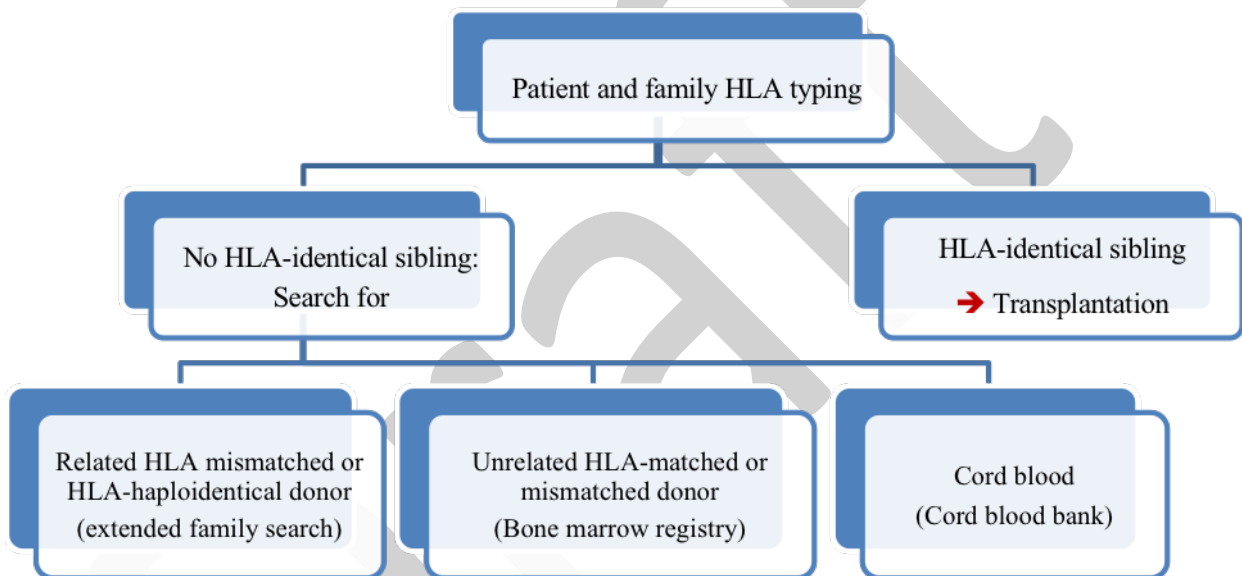 Patient and family HLA typing
No HLA-identical sibling:
Search for
HLA-identical sibling
➔ Transplantation
Related HLA mismatched or
HLA-haploidentical donor
(extended family search)
Unrelated HLA-matched or
mismatched donor
(Bone marrow registry)
Cord blood
(Cord blood bank)